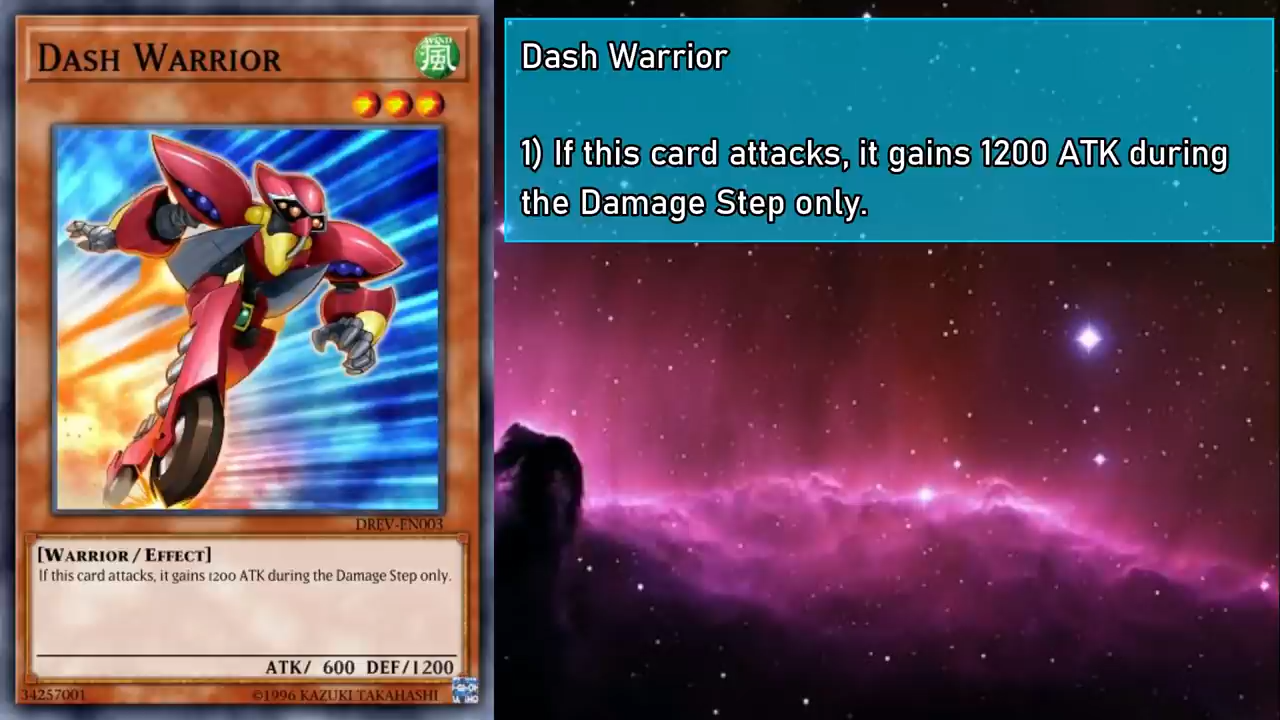 DASH WARRIOR
WIND
風
DREV-EN003
[WARRIOR / EFFECT]
If this card attacks, it gains 1200 ATK during the Damage Step only.
ATK/ 600 DEF/1200
34257001
©1996 KAZUKI TAKAHASHI
Dash Warrior
1) If this card attacks, it gains 1200 ATK during
the Damage Step only.